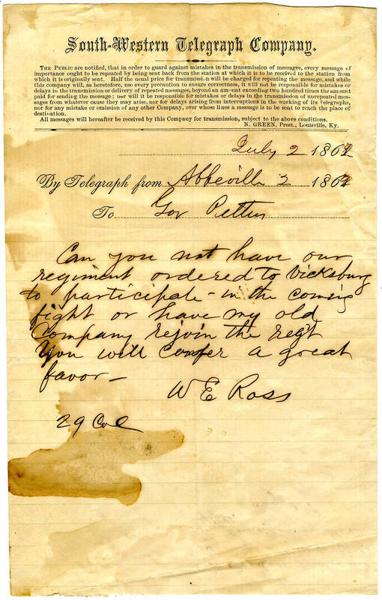 South-Western Telegraph Company.
THE PUBLIC are notified, that in order to guard against mistakes in the transmission of messages, every message of
importance ought to be repeated by being sent back from the station at which it is to be received to the station from
which it is originally sent. Half the usual price for transmission will be charged for repeating the message, and while
this company will, as heretofore, use every precaution to ensure correctness, it will not be responsible for mistakes or
delays in the transmission or delivery of repeated messages, beyond an amount exceeding two hundred times the amount
paid for sending the message; nor will it be responsible for mistakes or delays in the transmission of unrepeated messages
from whatever cause they may arise, nor for delays arising from interruptions in the working of its telegraphs,
nor for any mistake or omission of any other Company, over whose lines a message is to be sent to reach the place of
destination.
All messages will hereafter be received by this Company for transmission, subject to the above conditions.
N. GREEN, Prest., Louisville, Ky.
July 2 1862
By Telegraph from Abbeville 2 1862
To Gov Pettus
Can you not have our
regiment ordered to Vicksburg
to participate in the coming
fight or have my old
Company rejoin the regt
You will confer a great
favor—
W E Ross
29 Col